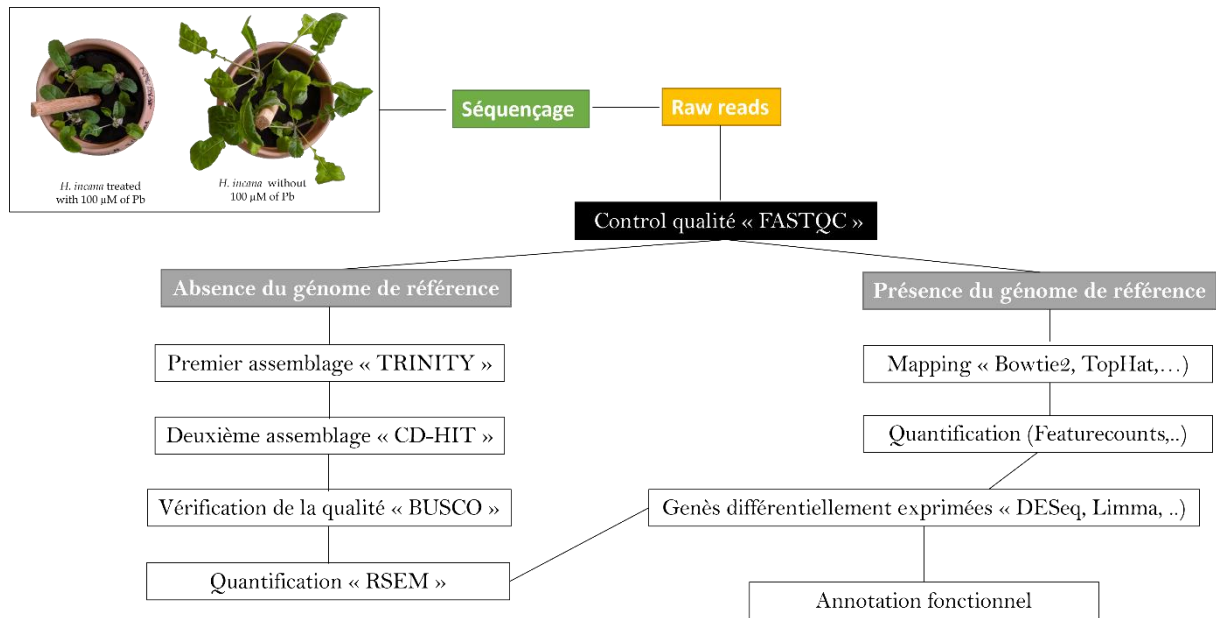 H. incana treated
with 100 µM of Pb
H. incana without
100 µM of Pb
Séquençage
Raw reads
Control qualité « FASTQC »
Absence du génome de référence
Présence du génome de référence
Premier assemblage « TRINITY »
Mapping « Bowtie2, TopHat,…)
Deuxième assemblage « CD-HIT »
Quantification (Featurecounts,..)
Vérification de la qualité « BUSCO »
Genès différentiellement exprimées « DESeq, Limma, ..)
Quantification « RSEM »
Annotation fonctionnel